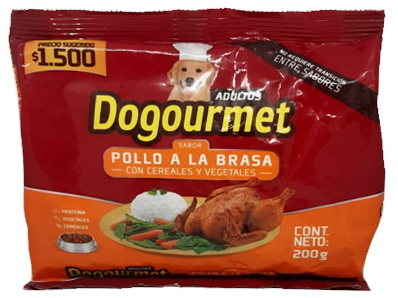 PRECIO SUGERIDO
$1.500
NO REQUIERE TRANSICIÓN
ENTRE SABORES
ADULTOS
Dogourmet
SABOR
POLLO A LA BRASA
CON CEREALES Y VEGETALES
PROTEÍNA
VEGETALES
CEREALES
CONT.
NETO:
200g
ADULTOS
Dogourmet